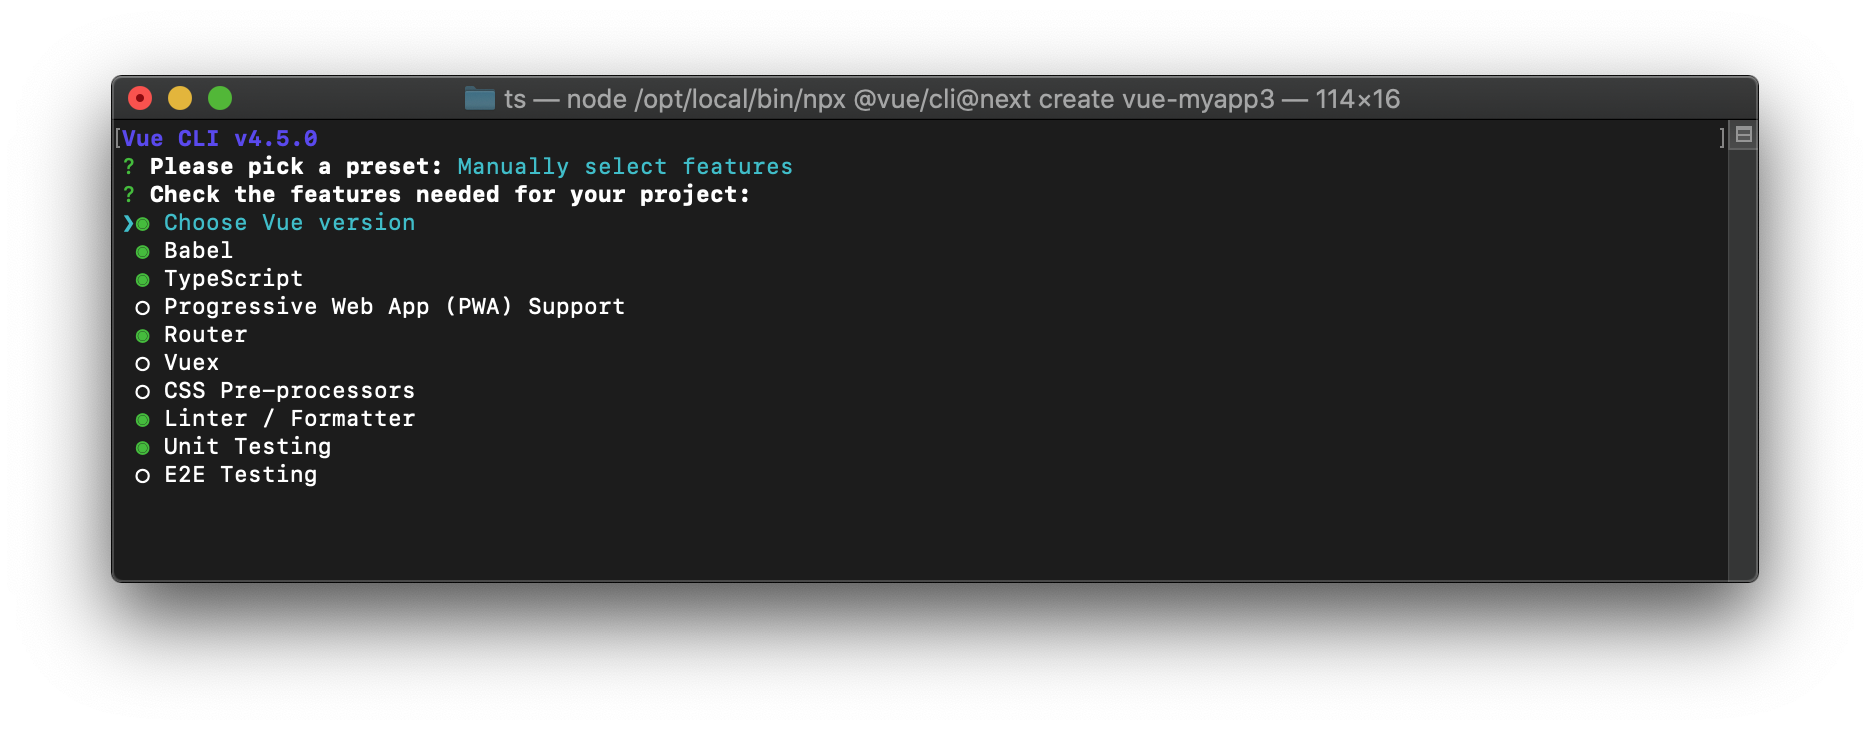 ts — node /opt/local/bin/npx @vue/cli@next create vue-myapp3 — 114×16
[Vue CLI v4.5.0 ]
? Please pick a preset: Manually select features
? Check the features needed for your project:
❯◉ Choose Vue version
◉ Babel
◉ TypeScript
◯ Progressive Web App (PWA) Support
◉ Router
◯ Vuex
◯ CSS Pre-processors
◉ Linter / Formatter
◉ Unit Testing
◯ E2E Testing